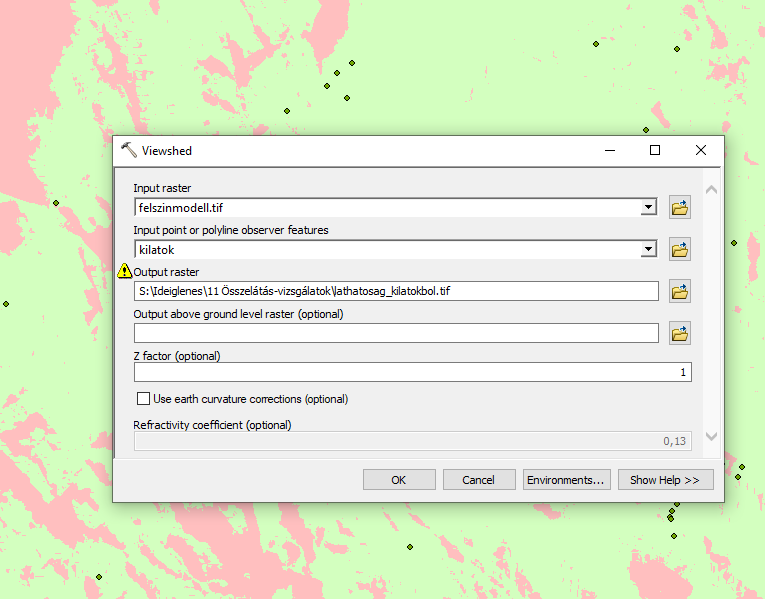 Viewshed
Input raster
felszinmodell.tif
Input point or polyline observer features
kilatok
Output raster
S:\Ideiglenes\11 Összelátás-vizsgálatok\lathatosag_kilatokbol.tif
Output above ground level raster (optional)
Z factor (optional)
1
Use earth curvature corrections (optional)
Refractivity coefficient (optional)
0,13
OK
Cancel
Environments...
Show Help >>